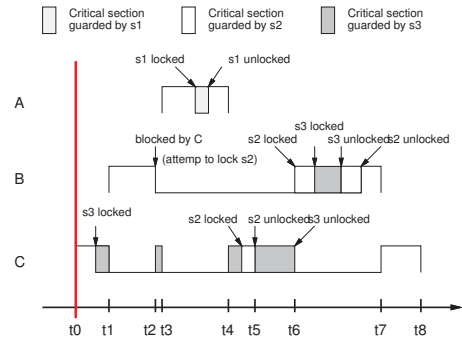 Critical section
guarded by s1
Critical section
guarded by s2
Critical section
guarded by s3
s1 locked
s1 unlocked
A
s3 locked
blocked by C
s2 locked
s3 unlocked
s2 unlocked
(attemp to lock s2)
B
s3 locked
s2 locked
s2 unlocked
s3 unlocked
C
t0 t1 t2 t3 t4 t5 t6 t7 t8